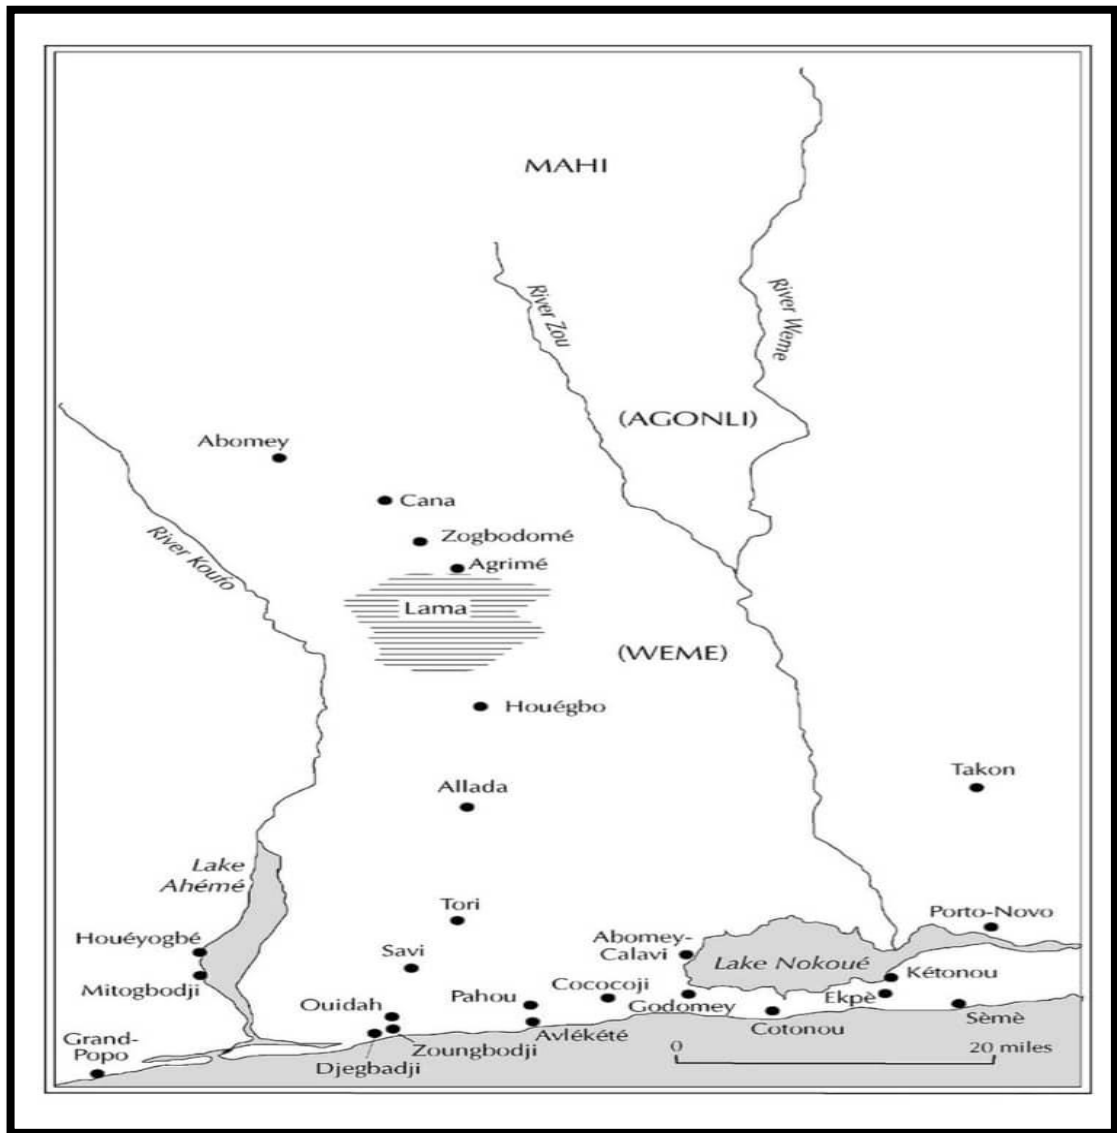 MAHI
River Zou
River Weme
(AGONLI)
Abomey
Cana
River Koufo
Zogbodomé
Agrimé
Lama
(WEME)
Houégbo
Takon
Allada
Lake
Ahémé
Tori
Porto-Novo
Houéyogbé
Savi
Abomey-
Calavi
Lake Nokoué
Kétonou
Mitogbodji
Cococoji
Ouidah
Pahou
Godomey
Ekpè
Sèmè
Grand-
Popo
Zoungbodji
Avlékété
Cotonou
Djegbadji
0
20 miles